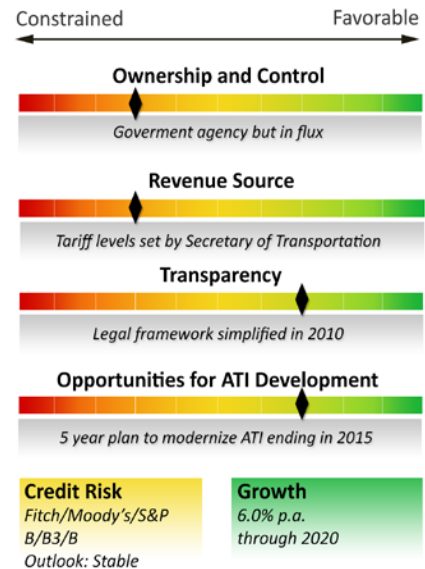 Constrained Favorable
Ownership and Control
Goverment agency but in flux
Revenue Source
Tariff levels set by Secretary of Transportation
Transparency
Legal framework simplified in 2010
Opportunities for ATI Development
5 year plan to modernize ATI ending in 2015
Credit Risk
Fitch/Moody's/S&P
B/B3/B
Outlook: Stable
Growth
6.0% p.a.
through 2020